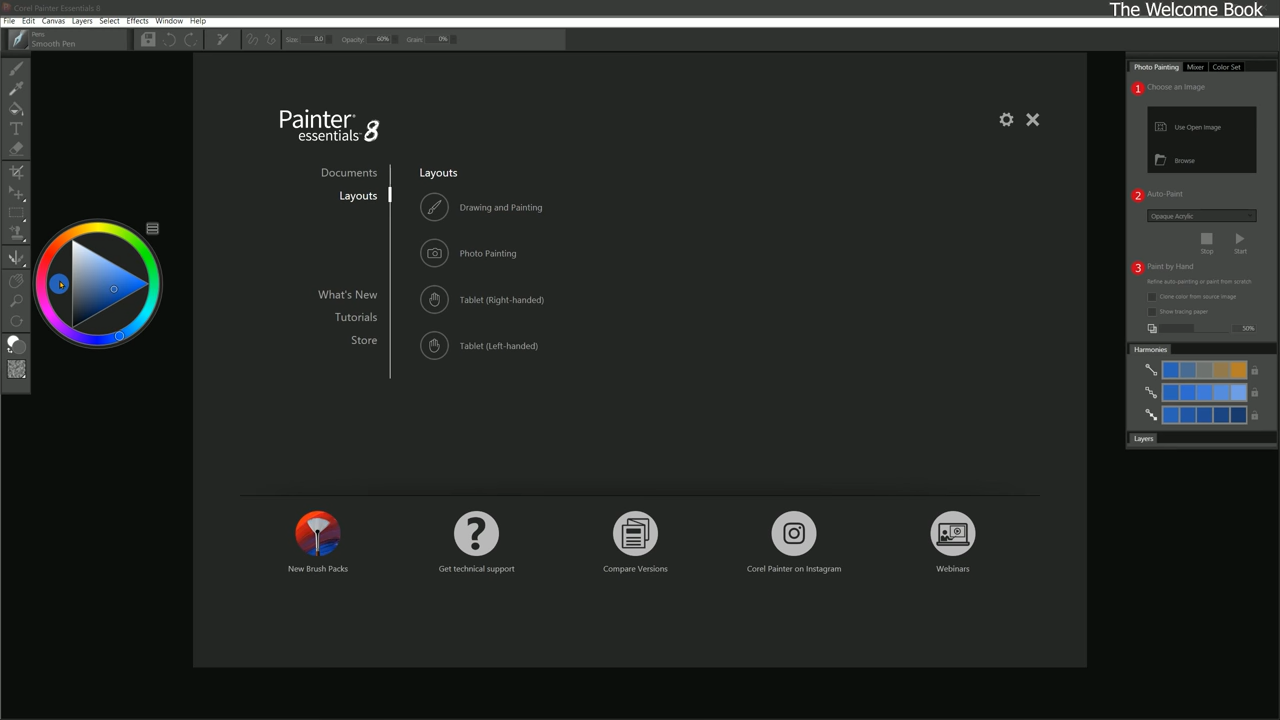 Corel Painter Essentials 8
The Welcome Book
File Edit Canvas Layers Select Effects Window Help
Pens
Smooth Pen
Size: 8.0 Opacity: 60% Grain: 0%
Photo Painting Mixer Color Set
1 Choose an Image
Use Open Image
Browse
2 Auto-Paint
Opaque Acrylic
Stop Start
3 Paint by Hand
Refine auto-painting or paint from scratch
Clone color from source image
Show tracing paper
50%
Harmonies
Layers
Painter
essentials 8
Documents
Layouts
What's New
Tutorials
Store
Layouts
Drawing and Painting
Photo Painting
Tablet (Right-handed)
Tablet (Left-handed)
New Brush Packs
Get technical support
Compare Versions
Corel Painter on Instagram
Webinars